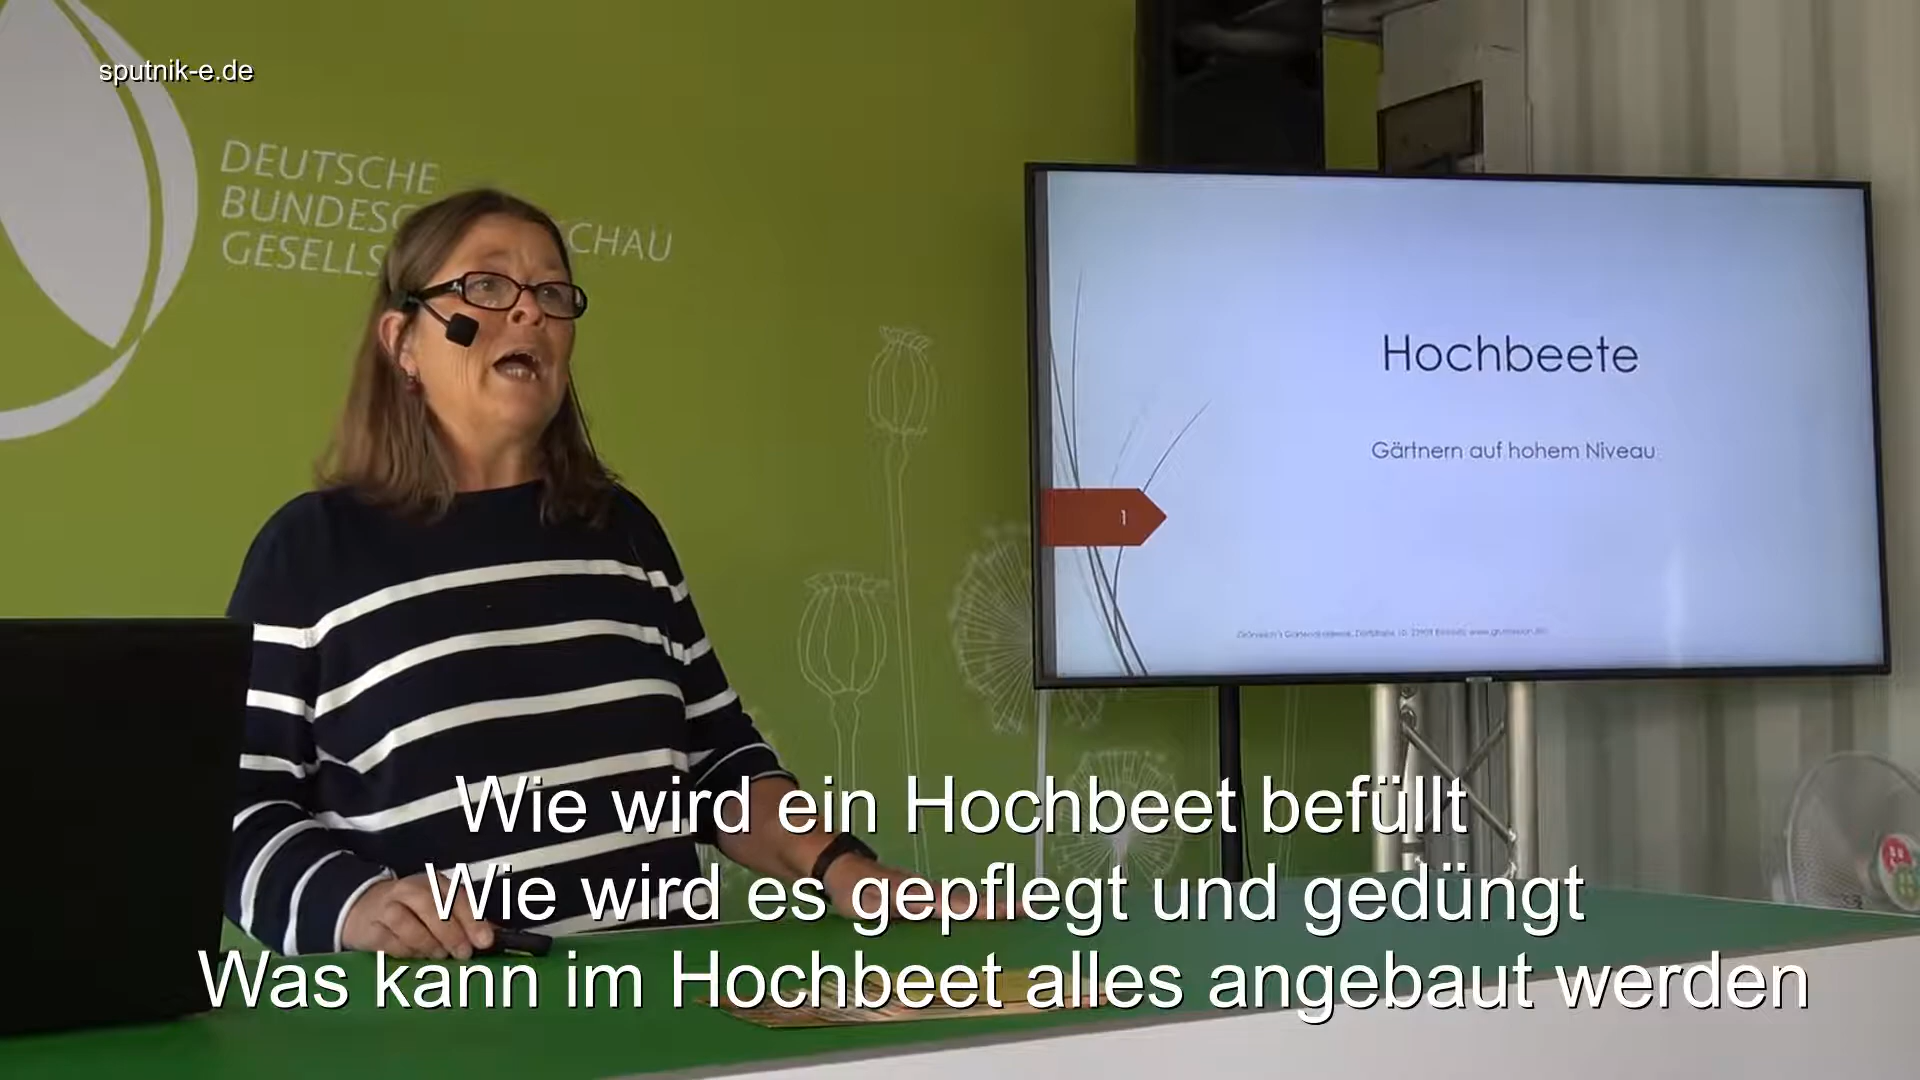 sputnik-e.de
DEUTSCHE
BUNDESG CHAU
GESELLS
Hochbeete
Gärtnern auf hohem Niveau
1
Wie wird ein Hochbeet befüllt
Wie wird es gepflegt und gedüngt
Was kann im Hochbeet alles angebaut werden